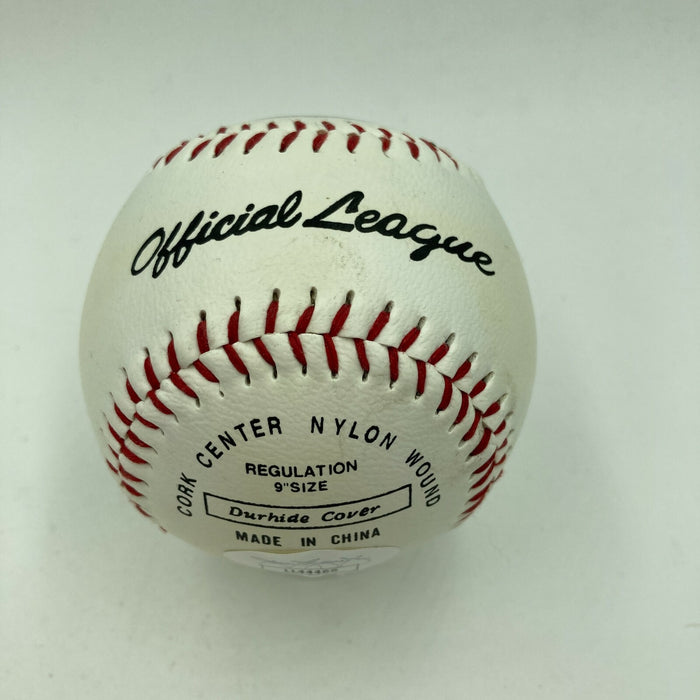 Official League
CORK CENTER NYLON WOUND
REGULATION
9" SIZE
Durhide Cover
MADE IN CHINA